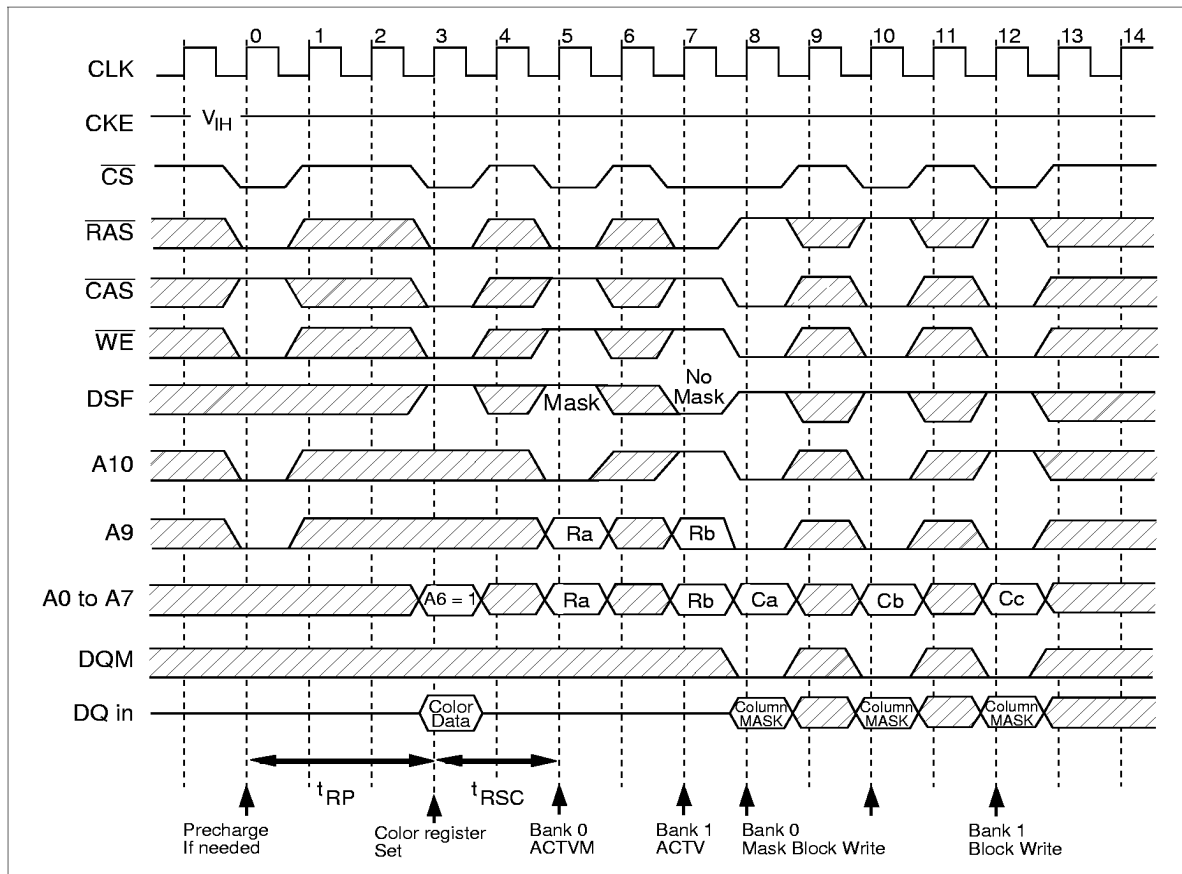 0 1 2 3 4 5 6 7 8 9 10 11 12 13 14
CLK
CKE VIH
CS
RAS
CAS
WE
DSF Mask No Mask
A10
A9 Ra Rb
A0 to A7 A6 = 1 Ra Rb Ca Cb Cc
DQM
DQ in Color Data Column MASK Column MASK Column MASK
tRP tRSC
Precharge If needed
Color register Set
Bank 0 ACTVM
Bank 1 ACTV
Bank 0 Mask Block Write
Bank 1 Block Write